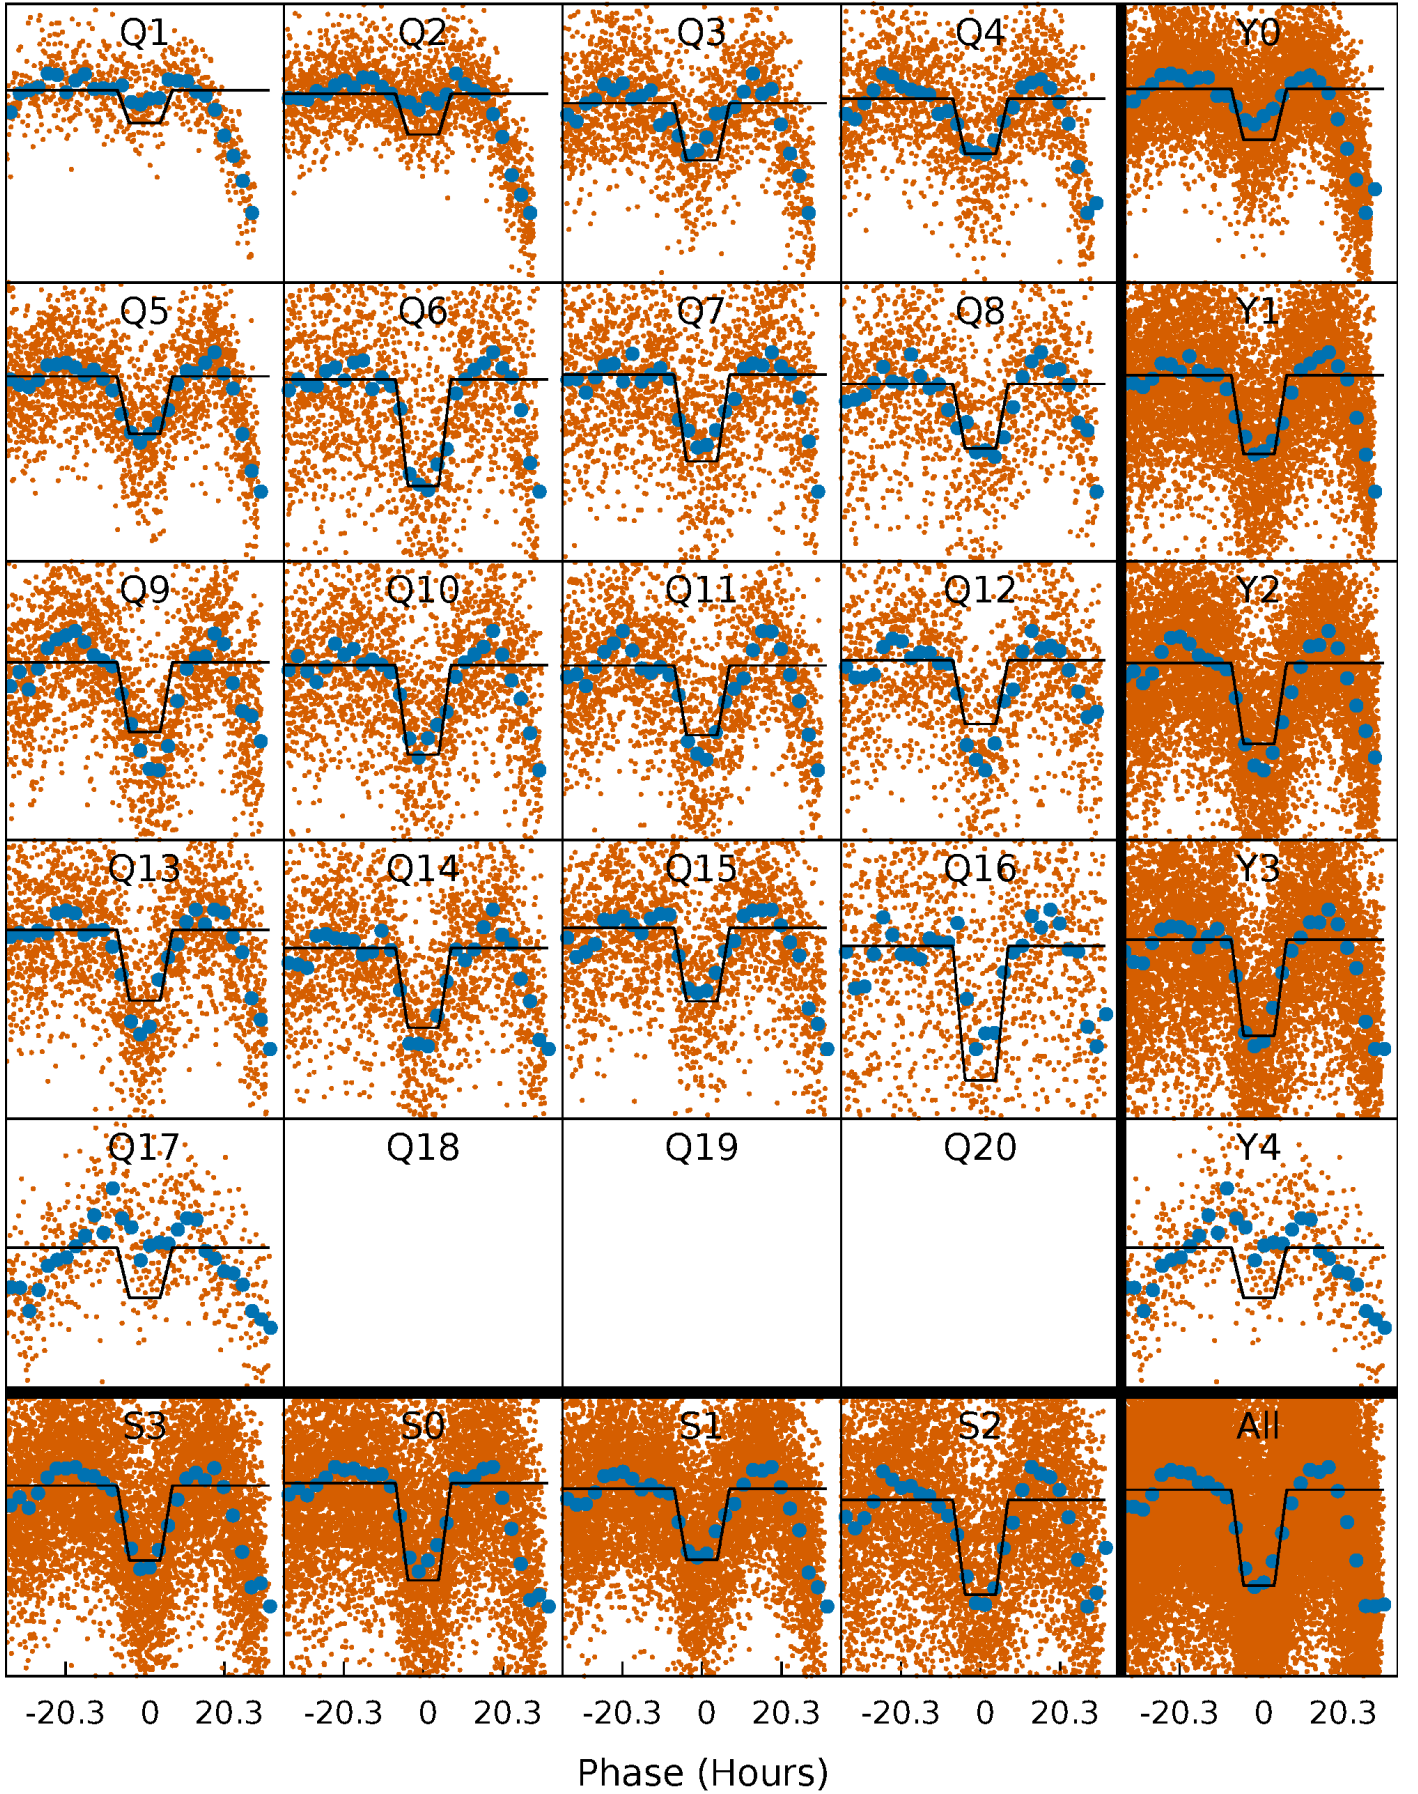 Q1 Q2 Q3 Q4 Y0
Q5 Q6 Q7 Q8 Y1
Q9 Q10 Q11 Q12 Y2
Q13 Q14 Q15 Q16 Y3
Q17 Q18 Q19 Q20 Y4
S3 S0 S1 S2 All
-20.3 0 20.3 -20.3 0 20.3 -20.3 0 20.3 -20.3 0 20.3 -20.3 0 20.3
Phase (Hours)